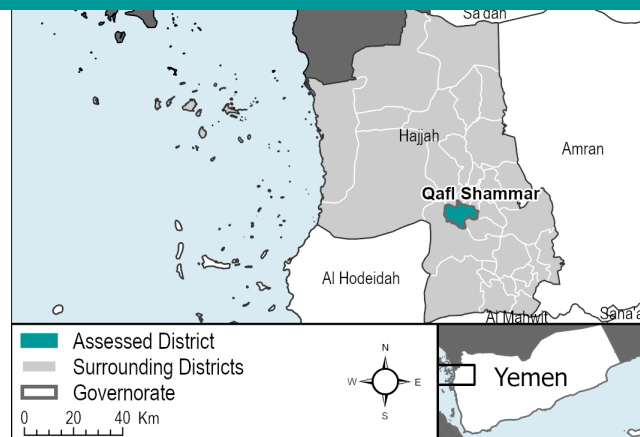 Sa'dah
Hajjah
Amran
Qafl Shammar
Al Hodeidah
Al Mahwit
Sana'a
Assessed District
Surrounding Districts
Governorate
0 20 40 Km
N
W E
S
Yemen